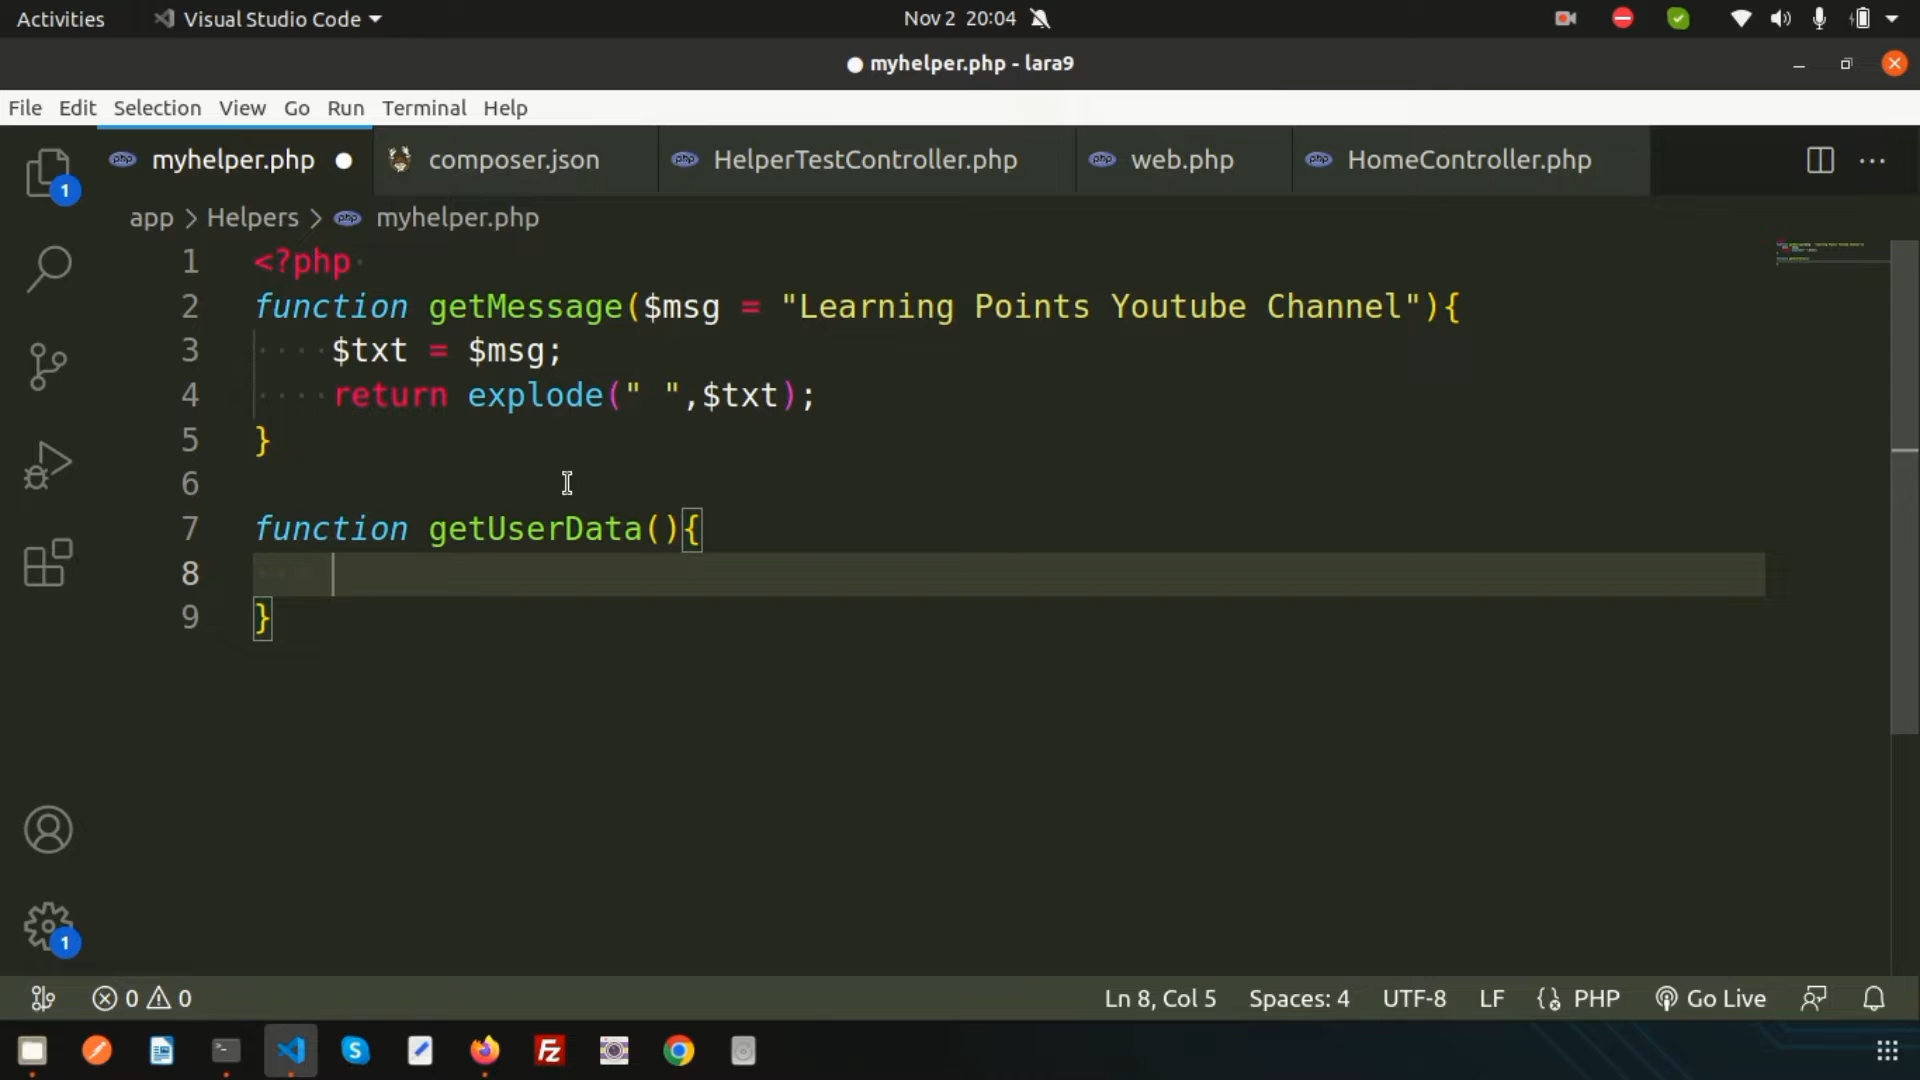 Activities Visual Studio Code Nov 2 20:04
myhelper.php - lara9
File Edit Selection View Go Run Terminal Help
myhelper.php composer.json HelperTestController.php web.php HomeController.php
app > Helpers > myhelper.php
1 <?php
2 function getMessage($msg = "Learning Points Youtube Channel"){
3 $txt = $msg;
4 return explode(" ",$txt);
5 }
6
7 function getUserData(){
8
9 }
1
1
0 0 Ln 8, Col 5 Spaces: 4 UTF-8 LF PHP Go Live